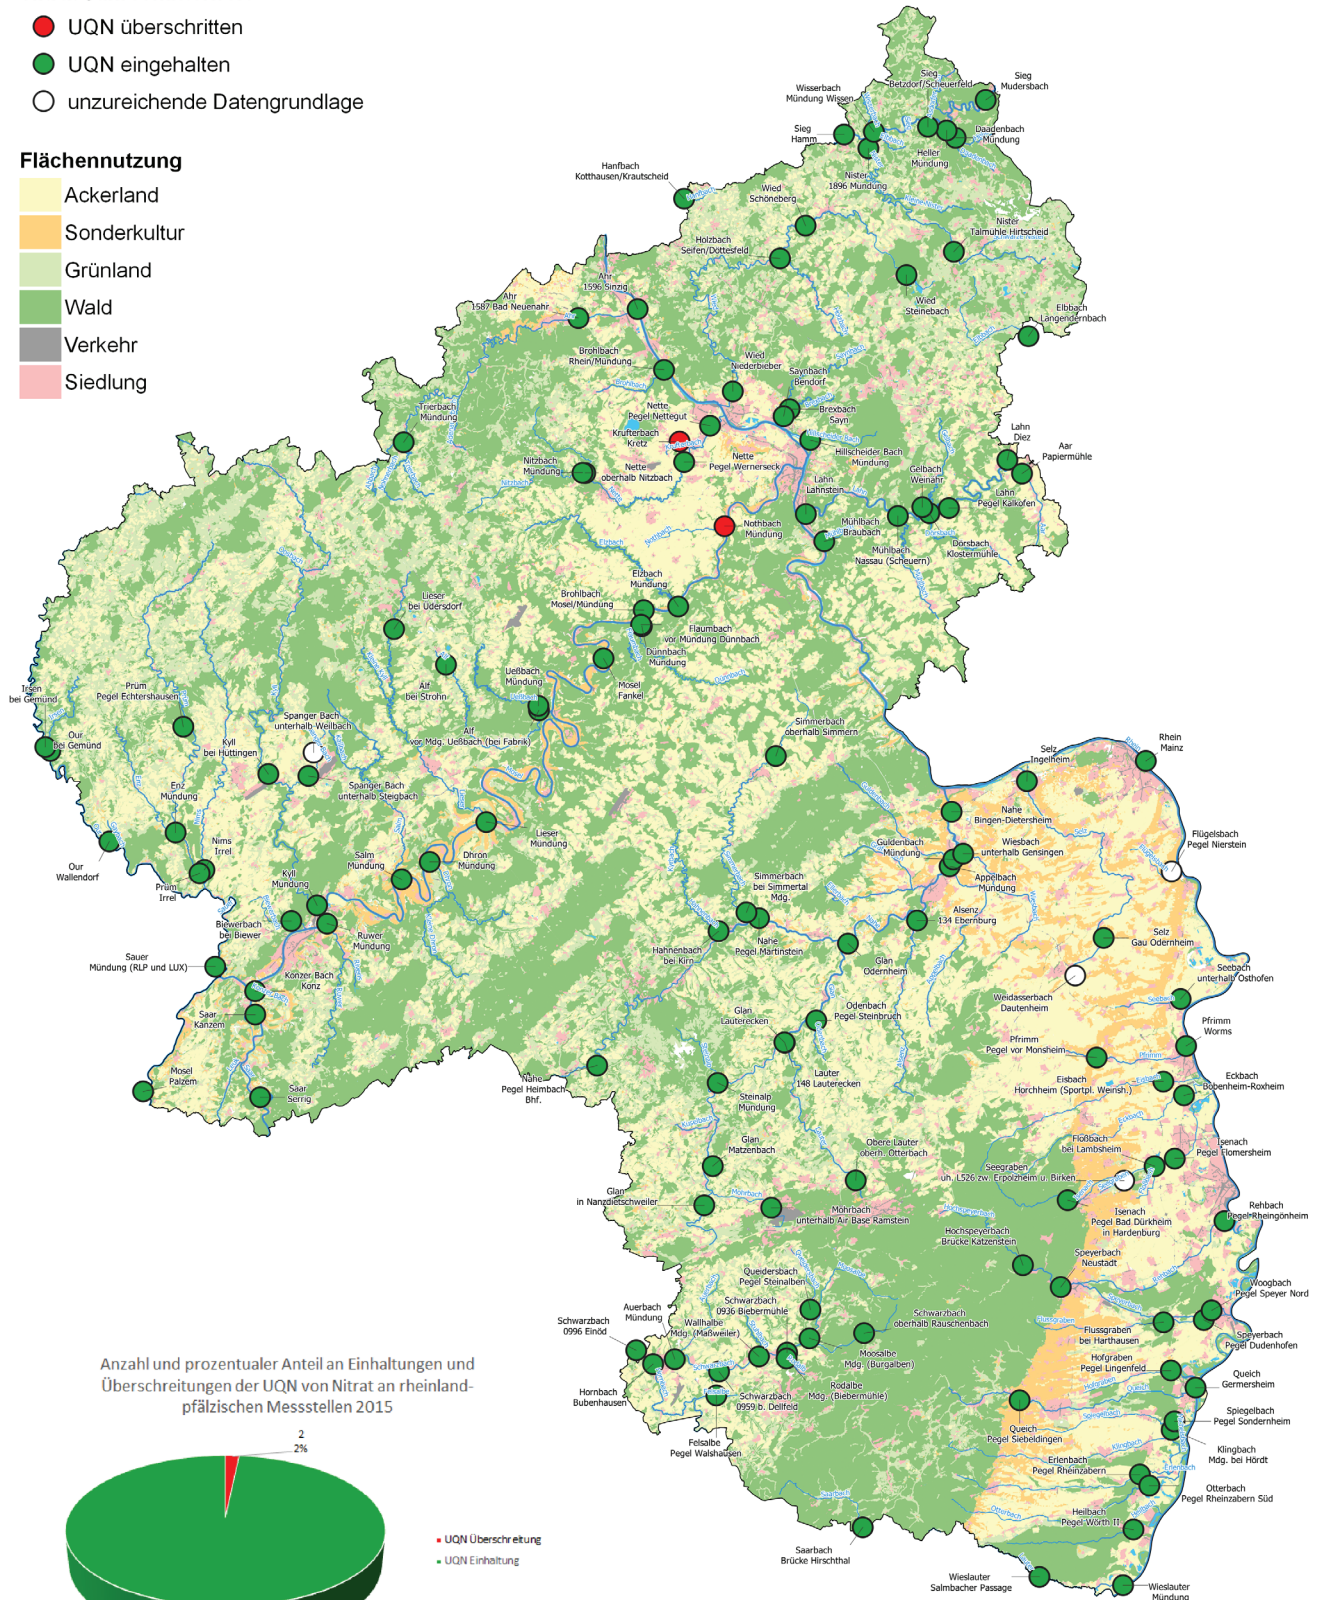 UQN überschritten
UQN eingehalten
unzureichende Datengrundlage
Flächennutzung
Ackerland
Sonderkultur
Grünland
Wald
Verkehr
Siedlung
Sieg
Betzdorf/Scheuerfeld
Sieg
Mudersbach
Wisserbach
Mündung Wissen
Sieg
Hamm
Daadenbach
Mündung
Heller
Mündung
Nister
1896 Mündung
Hanfbach
Kotthausen/Krautscheid
Wied
Schöneberg
Nister
Talmühle Hirtscheid
Holzbach
Seifen/Döttesfeld
Wied
Steinebach
Elbbach
Langendernbach
Ahr
1596 Sinzig
Ahr
1587 Bad Neuenahr
Brohlbach
Rhein/Mündung
Wied
Niederbieber
Saynbach
Bendorf
Brexbach
Sayn
Trierbach
Mündung
Nette
Pegel Nettegut
Krufterbach
Kretz
Nette
Pegel Wernerseck
Hillscheider Bach
Mündung
Nitzbach
Mündung
Nette
oberhalb Nitzbach
Lahn
Diez
Aar
Papiermühle
Gelbach
Weinähr
Lahn
Lahnstein
Lahn
Pegel Kalkofen
Nothbach
Mündung
Mühlbach
Braubach
Mühlbach
Nassau (Scheuern)
Dörsbach
Klostermühle
Elzbach
Mündung
Brohlbach
Mosel/Mündung
Lieser
bei Üdersdorf
Flaumbach
vor Mündung Dünnbach
Dünnbach
Mündung
Mosel
Fankel
Ueßbach
Mündung
Alf
bei Strohn
Alf
vor Mdg. Ueßbach (bei Fabrik)
Irsen
bei Gemünd
Our
bei Gemünd
Prüm
Pegel Echtershausen
Spanger Bach
unterhalb Weilbach
Kyll
bei Hüttingen
Spanger Bach
unterhalb Steigbach
Enz
Mündung
Nims
Irrel
Our
Wallendorf
Prüm
Irrel
Simmerbach
oberhalb Simmern
Lieser
Mündung
Dhron
Mündung
Salm
Mündung
Kyll
Mündung
Biewerbach
bei Biewer
Ruwer
Mündung
Sauer
Mündung (RLP und LUX)
Konzer Bach
Konz
Saar
Kanzem
Mosel
Palzem
Saar
Serrig
Selz
Ingelheim
Rhein
Mainz
Nahe
Bingen-Dietersheim
Guldenbach
Mündung
Wiesbach
unterhalb Gensingen
Appelbach
Mündung
Flügelsbach
Pegel Nierstein
Simmerbach
bei Simmertal
Mdg.
Alsenz
134 Ebernburg
Hahnenbach
bei Kirn
Nahe
Pegel Martinstein
Glan
Odernheim
Selz
Gau Odernheim
Weidasserbach
Dautenheim
Seebach
unterhalb Osthofen
Glan
Lauterecken
Odenbach
Pegel Steinbruch
Pfrimm
Worms
Pfrimm
Pegel vor Monsheim
Nahe
Pegel Heimbach
Bhf.
Lauter
148 Lauterecken
Eisbach
Horchheim (Sportpl. Weinsh.)
Eckbach
Bobenheim-Roxheim
Steinalp
Mündung
Glan
Matzenbach
Obere Lauter
oberh. Otterbach
Floßbach
bei Lambsheim
Isenach
Pegel Flomersheim
Seegraben
uh. L526 zw. Erpolzheim u. Birken
Glan
in Nanzdietschweiler
Mohrbach
unterhalb Air Base Ramstein
Isenach
Pegel Bad Dürkheim
in Hardenburg
Rehbach
Pegel Rheingönheim
Hochspeyerbach
Brücke Katzenstein
Speyerbach
Neustadt
Queidersbach
Pegel Steinalben
Woogbach
Pegel Speyer Nord
Auerbach
Mündung
Schwarzbach
0936 Biebermühle
Schwarzbach
oberhalb Rauschenbach
Schwarzbach
0996 Einöd
Wallhalbe
Mdg. (Maßweiler)
Flussgraben
bei Harthausen
Speyerbach
Pegel Dudenhofen
Moosalbe
Mdg. (Burgalben)
Hofgraben
Pegel Lingenfeld
Hornbach
Bubenhausen
Schwarzbach
0959 b. Dellfeld
Rodalbe
Mdg. (Biebermühle)
Queich
Germersheim
Queich
Pegel Siebeldingen
Spiegelbach
Pegel Sondernheim
Felsalbe
Pegel Walshausen
Klingbach
Mdg. bei Hördt
Erlenbach
Pegel Rheinzabern
Otterbach
Pegel Rheinzabern Süd
Heilbach
Pegel Wörth II
Saarbach
Brücke Hirschthal
Wieslauter
Salmbacher Passage
Wieslauter
Mündung
Anzahl und prozentualer Anteil an Einhaltungen und
Überschreitungen der UQN von Nitrat an rheinland-
pfälzischen Messstellen 2015
2
2%
UQN Überschreitung
UQN Einhaltung